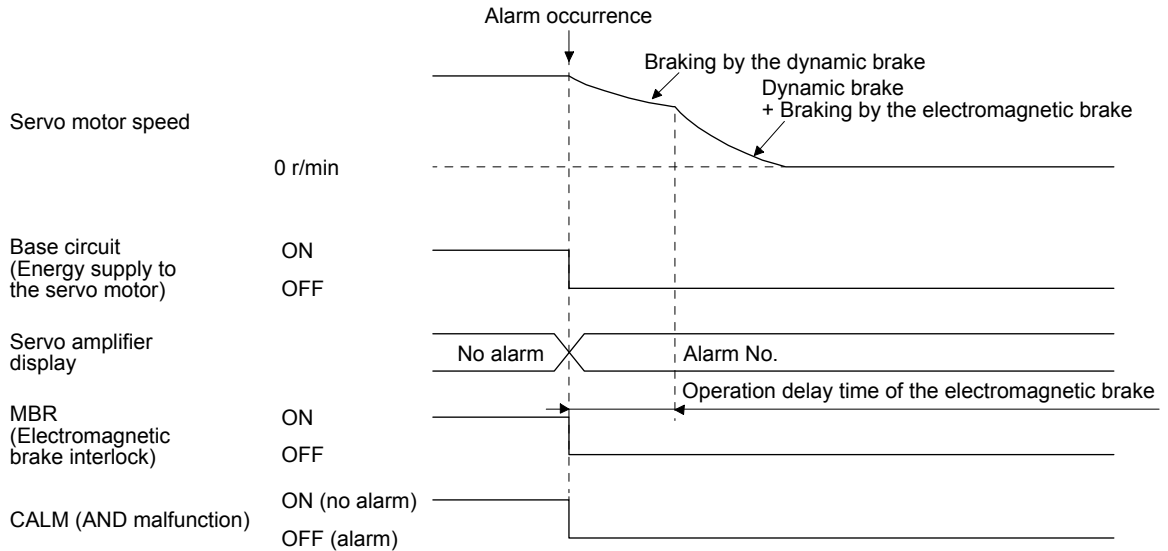 Alarm occurrence
Braking by the dynamic brake
Dynamic brake
+ Braking by the electromagnetic brake
Servo motor speed
0 r/min
Base circuit
(Energy supply to
the servo motor)
ON
OFF
Servo amplifier
display
No alarm
Alarm No.
Operation delay time of the electromagnetic brake
MBR
(Electromagnetic
brake interlock)
ON
OFF
CALM (AND malfunction)
ON (no alarm)
OFF (alarm)